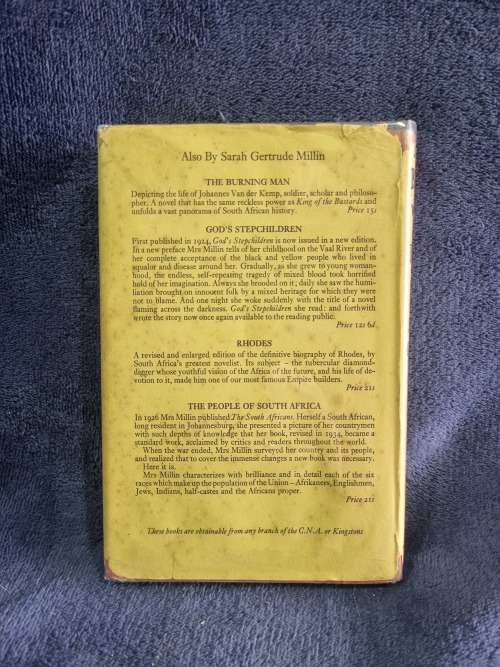 Also By Sarah Gertrude Millin
THE BURNING MAN
Depicting the life of Johannes Van der Kemp, soldier, scholar and philoso-
pher. A novel that has the same reckless power as King of the Bastards and
unfolds a vast panorama of South African history. Price 15s
GOD'S STEPCHILDREN
First published in 1924, God's Stepchildren is now issued in a new edition.
In a new preface Mrs Millin tells of her childhood on the Vaal River and of
her complete acceptance of the black and yellow people who lived in
squalor and disease around her. Gradually, as she grew to young woman-
hood, the endless, self-repeating tragedy of mixed blood took horrified
hold of her imagination. Always she brooded on it; daily she saw the humi-
liation brought on innocent folk by a mixed heritage for which they were
not to blame. And one night she woke suddenly with the title of a novel
flaming across the darkness. God's Stepchildren she read: and forthwith
wrote the story now once again available to the reading public.
Price 12s 6d.
RHODES
A revised and enlarged edition of the definitive biography of Rhodes, by
South Africa's greatest novelist. Its subject – the tubercular diamond-
digger whose youthful vision of the Africa of the future, and his life of de-
votion to it, made him one of our most famous Empire builders.
Price 21s
THE PEOPLE OF SOUTH AFRICA
In 1926 Mrs Millin published The South Africans. Herself a South African,
long resident in Johannesburg, she presented a picture of her countrymen
with such depths of knowledge that her book, revised in 1934, became a
standard work, acclaimed by critics and readers throughout the world.
When the war ended, Mrs Millin surveyed her country and its people,
and realized that to cover the immense changes a new book was necessary.
Here it is.
Mrs Millin characterizes with brilliance and in detail each of the six
races which make up the population of the Union – Afrikaners, Englishmen,
Jews, Indians, half-castes and the Africans proper.
Price 21s
These books are obtainable from any branch of the C.N.A. or Kingstons